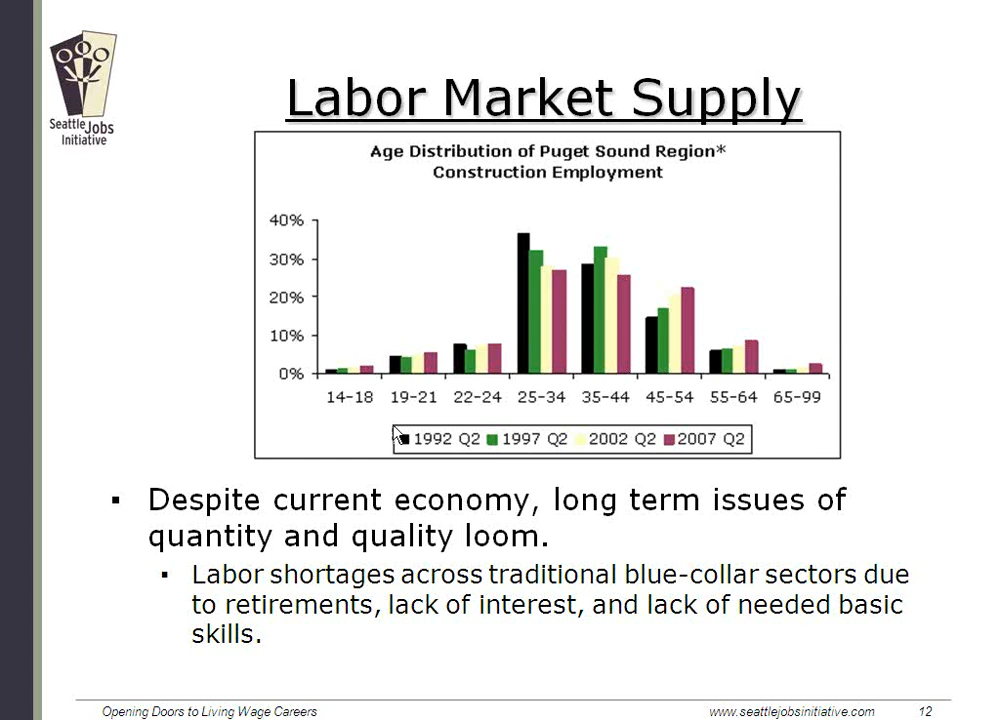 Seattle Jobs
Initiative
Labor Market Supply
Age Distribution of Puget Sound Region*
Construction Employment
40%
30%
20%
10%
0%
14-18 19-21 22-24 25-34 35-44 45-54 55-64 65-99
1992 Q2 1997 Q2 2002 Q2 2007 Q2
▪ Despite current economy, long term issues of
quantity and quality loom.
▪ Labor shortages across traditional blue-collar sectors due
to retirements, lack of interest, and lack of needed basic
skills.
Opening Doors to Living Wage Careers www.seattlejobsinitiative.com 12